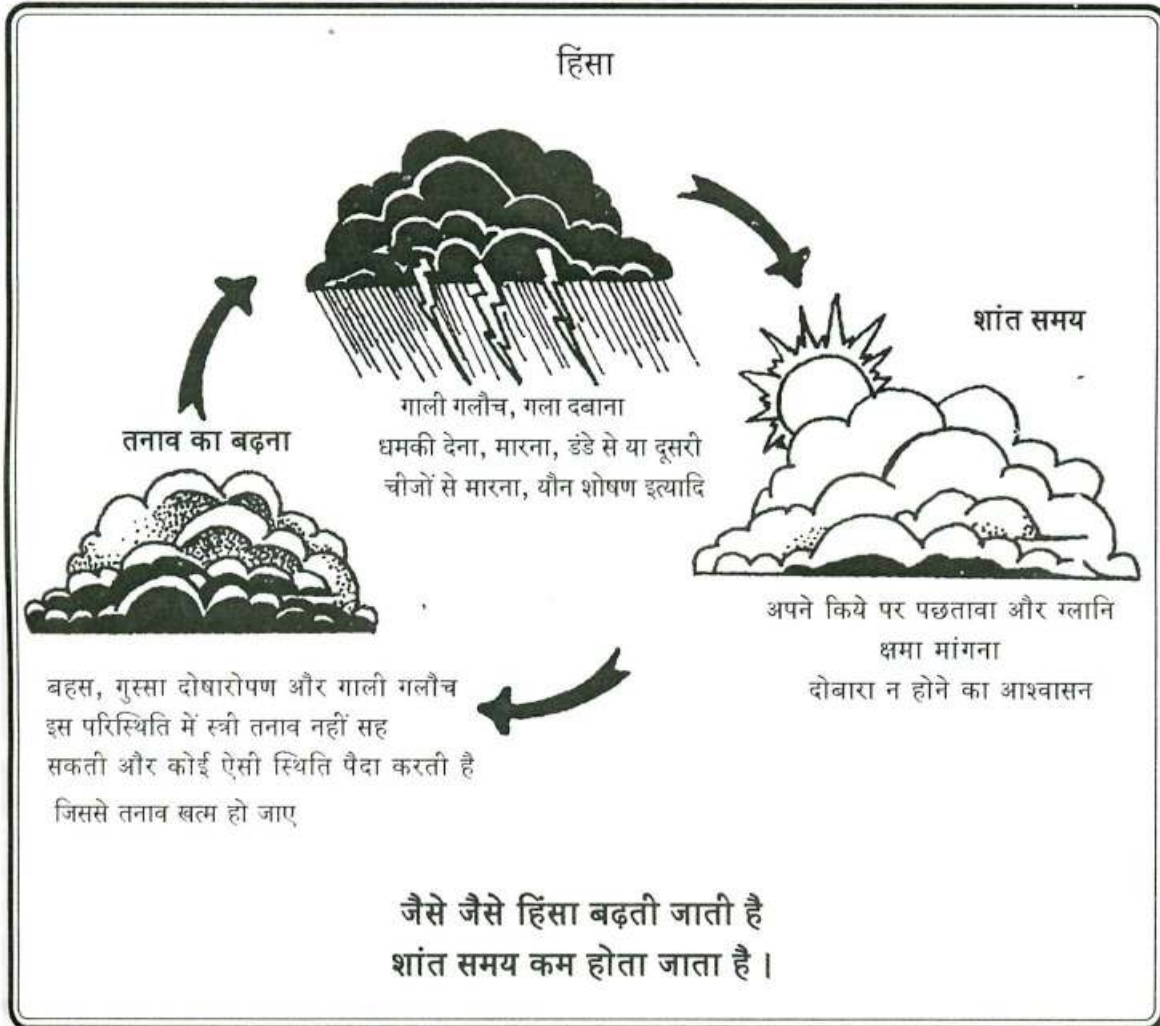 हिंसा
गाली गलौच, गला दबाना
धमकी देना, मारना, डंडे से या दूसरी
चीजों से मारना, यौन शोषण इत्यादि
शांत समय
अपने किये पर पछतावा और ग्लानि
क्षमा मांगना
दोबारा न होने का आश्वासन
तनाव का बढ़ना
बहस, गुस्सा दोषारोपण और गाली गलौच
इस परिस्थिति में स्त्री तनाव नहीं सह
सकती और कोई ऐसी स्थिति पैदा करती है
जिससे तनाव खत्म हो जाए
जैसे जैसे हिंसा बढ़ती जाती है
शांत समय कम होता जाता है ।